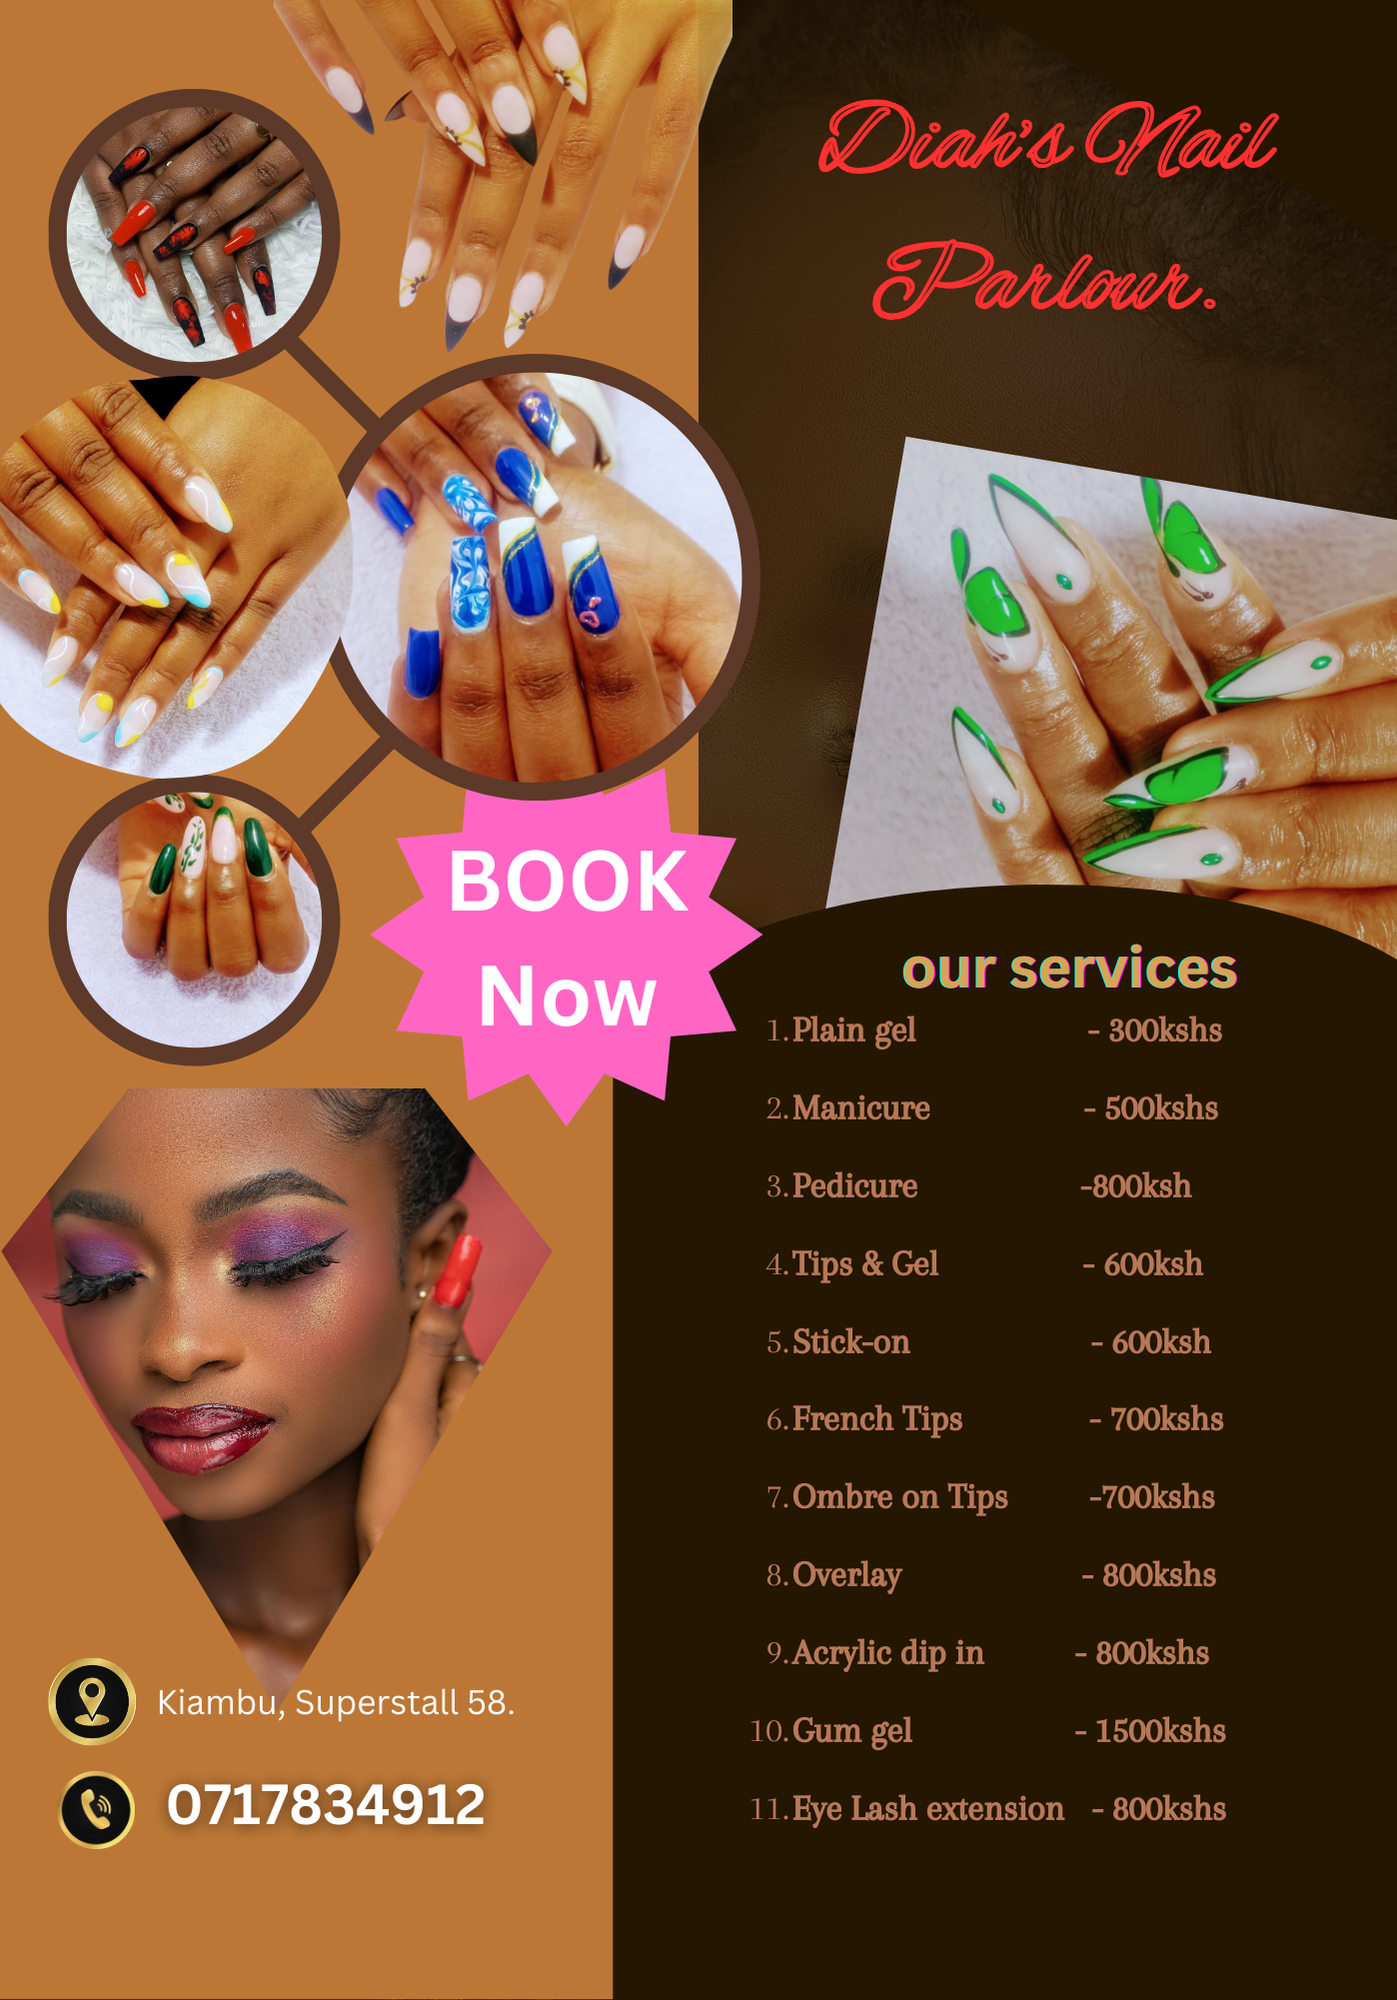 Diah's Nail
Parlour.
BOOK
Now
our services
1. Plain gel - 300kshs
2. Manicure - 500kshs
3. Pedicure -800ksh
4. Tips & Gel - 600ksh
5. Stick-on - 600ksh
6. French Tips - 700kshs
7. Ombre on Tips -700kshs
8. Overlay - 800kshs
9. Acrylic dip in - 800kshs
10. Gum gel - 1500kshs
11. Eye Lash extension - 800kshs
Kiambu, Superstall 58.
0717834912